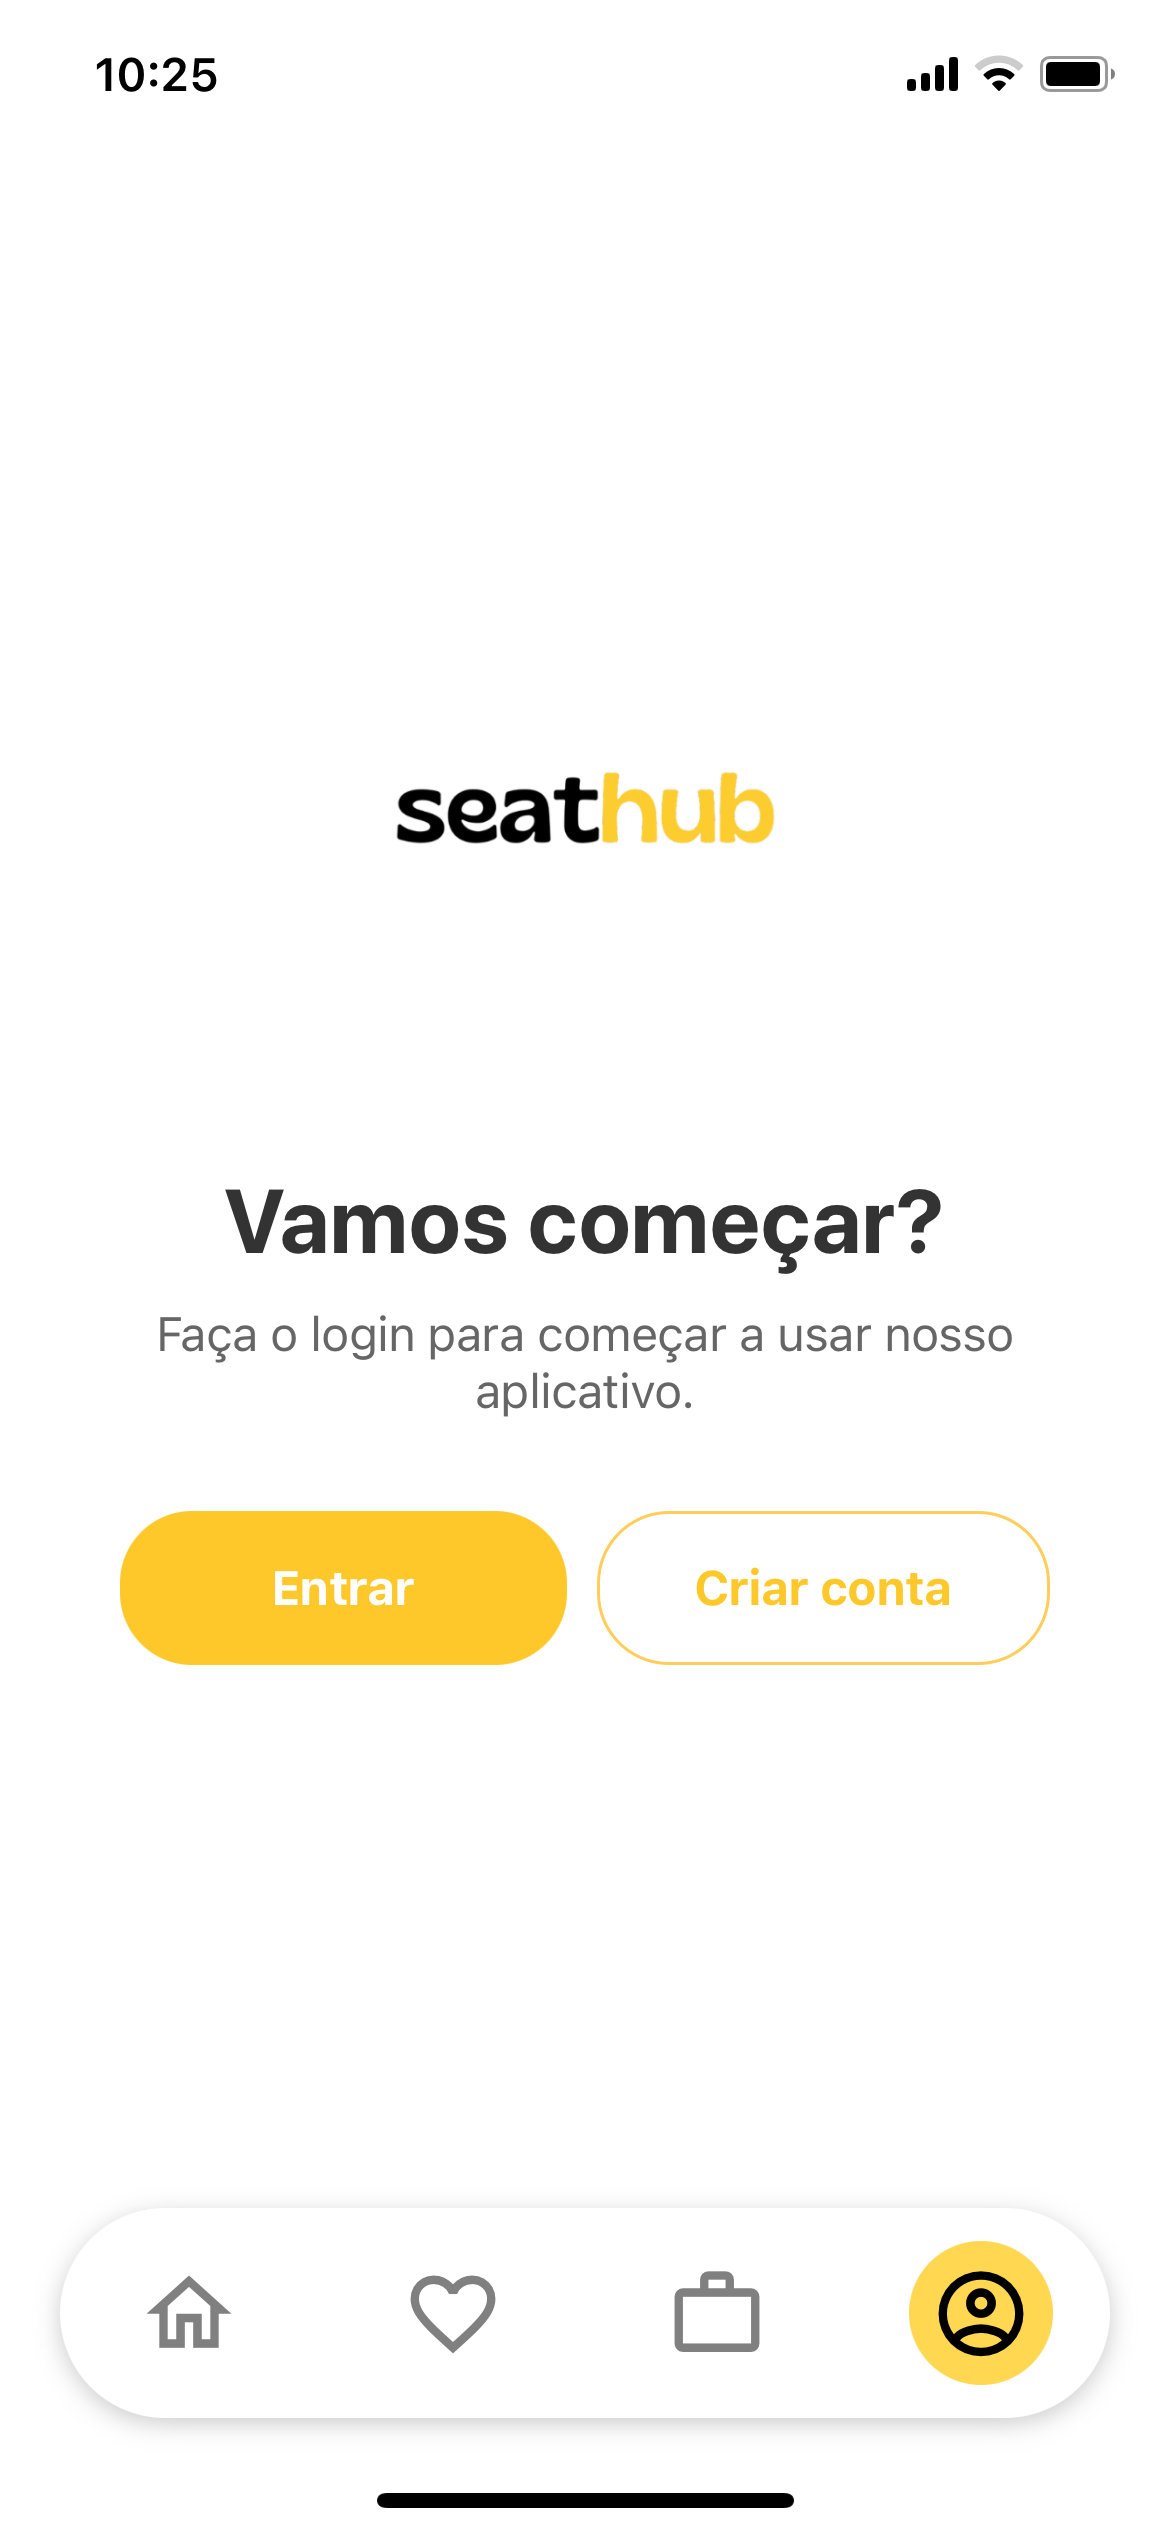 10:25
seathub
Vamos começar?
Faça o login para começar a usar nosso
aplicativo.
Entrar
Criar conta